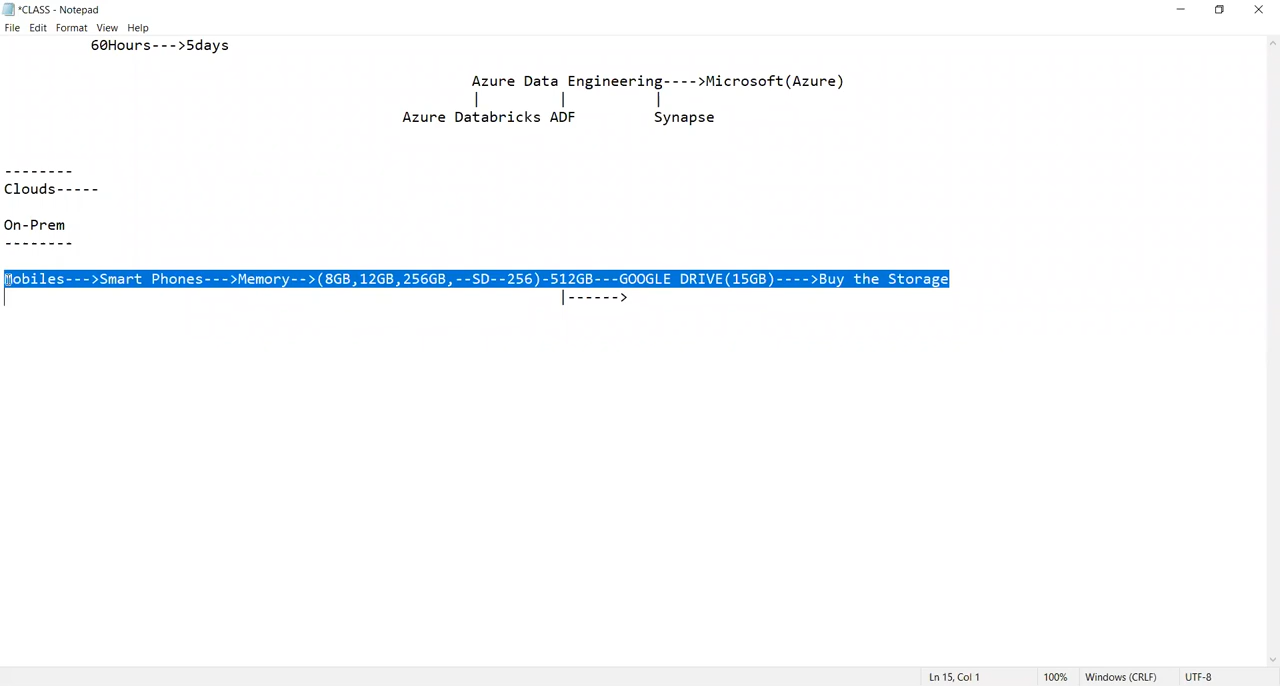 *CLASS - Notepad
File Edit Format View Help
60Hours--->5days
Azure Data Engineering---->Microsoft(Azure)
| | |
Azure Databricks ADF Synapse
--------
Clouds-----
On-Prem
--------
Mobiles--->Smart Phones--->Memory-->(8GB,12GB,256GB,--SD--256)-512GB---GOOGLE DRIVE(15GB)---->Buy the Storage
|------>
Ln 15, Col 1 100% Windows (CRLF) UTF-8